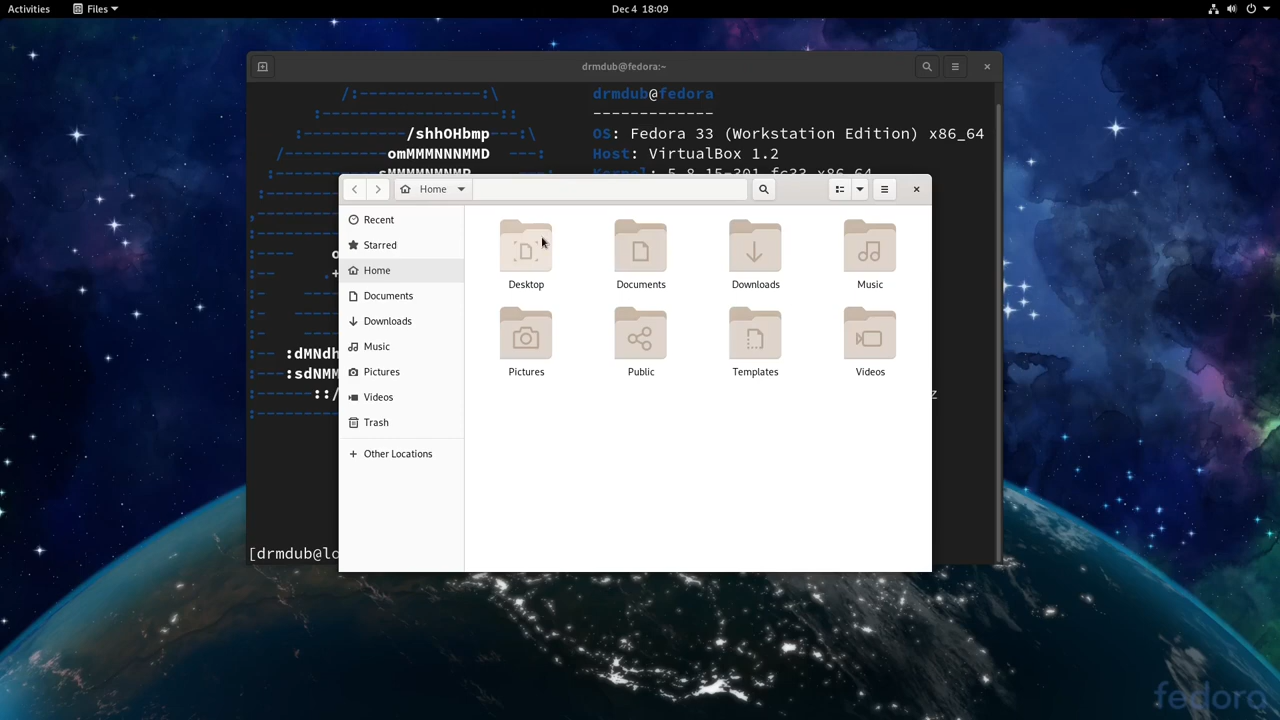 Activities
Files
Dec 4 18:09
drmdub@fedora:~
/:-------------:\ drmdub@fedora
:-------------------:: -------------
:-----------/shhOHbmp---:\ OS: Fedora 33 (Workstation Edition) x86_64
/-----------omMMMNNNMMD ---: Host: VirtualBox 1.2
Home
Recent
Starred
Home
Documents
Downloads
Music
Pictures
Videos
Trash
Other Locations
Desktop
Documents
Downloads
Music
Pictures
Public
Templates
Videos
:-- :dMNdh
:---:sdNMM
:------::/
[drmdub@lo
fedora